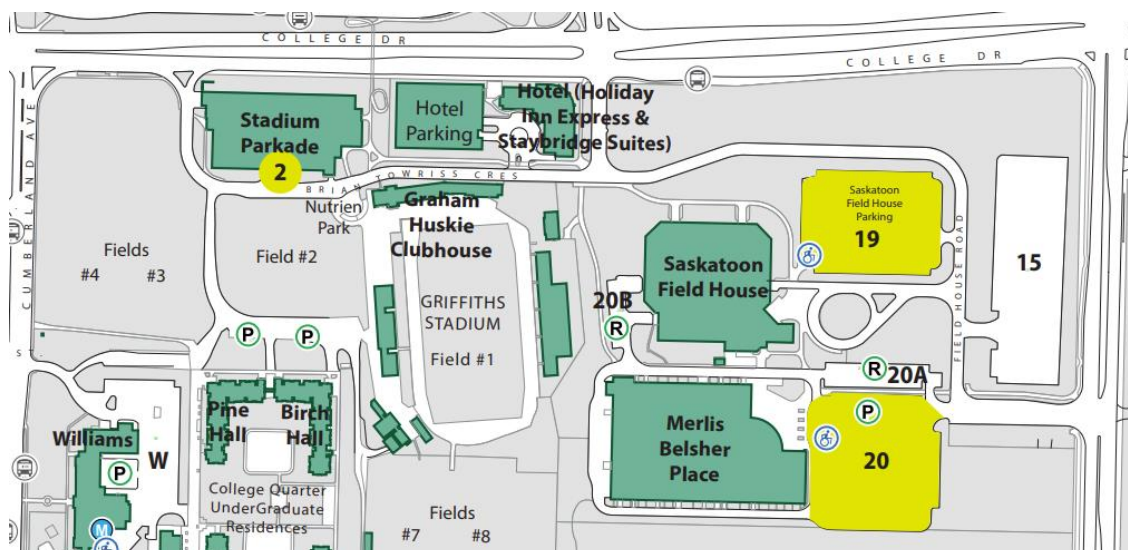 COLLEGE DR
COLLEGE DR
CUMBERLAND AVE
Stadium
Parkade
2
Hotel
Parking
Hotel (Holiday
Inn Express &
Staybridge Suites)
BRIAN TOWRISS CRES
Nutrien
Park
Graham
Huskie
Clubhouse
Fields
#4 #3
Field #2
GRIFFITHS
STADIUM
Field #1
Saskatoon
Field House
Parking
19
15
FIELD HOUSE ROAD
Saskatoon
Field House
20B
R
P
P
R
20A
P
20
Merlis
Belsher
Place
Pine
Hall
Birch
Hall
Williams
P
W
M
College Quarter
UnderGraduate
Residences
Fields
#7 #8